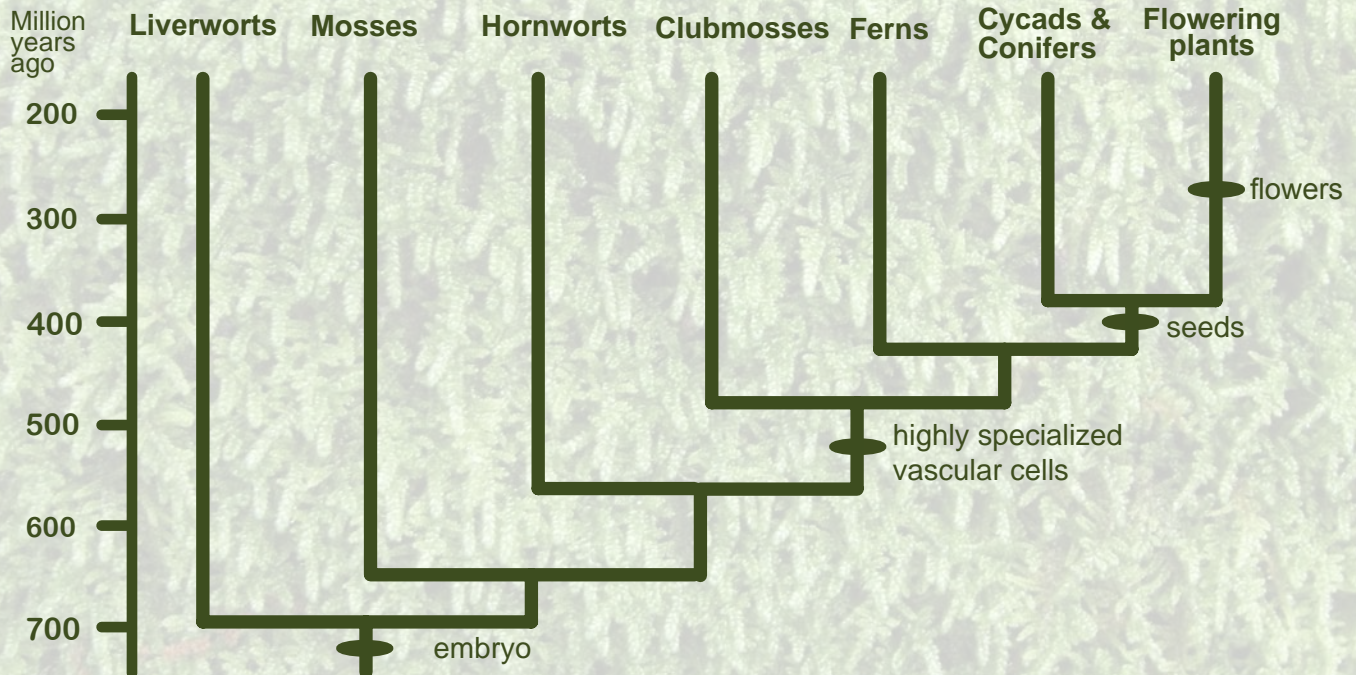 Million
years
ago
Liverworts
Mosses
Hornworts
Clubmosses
Ferns
Cycads &
Conifers
Flowering
plants
200
300
400
500
600
700
flowers
seeds
highly specialized
vascular cells
embryo